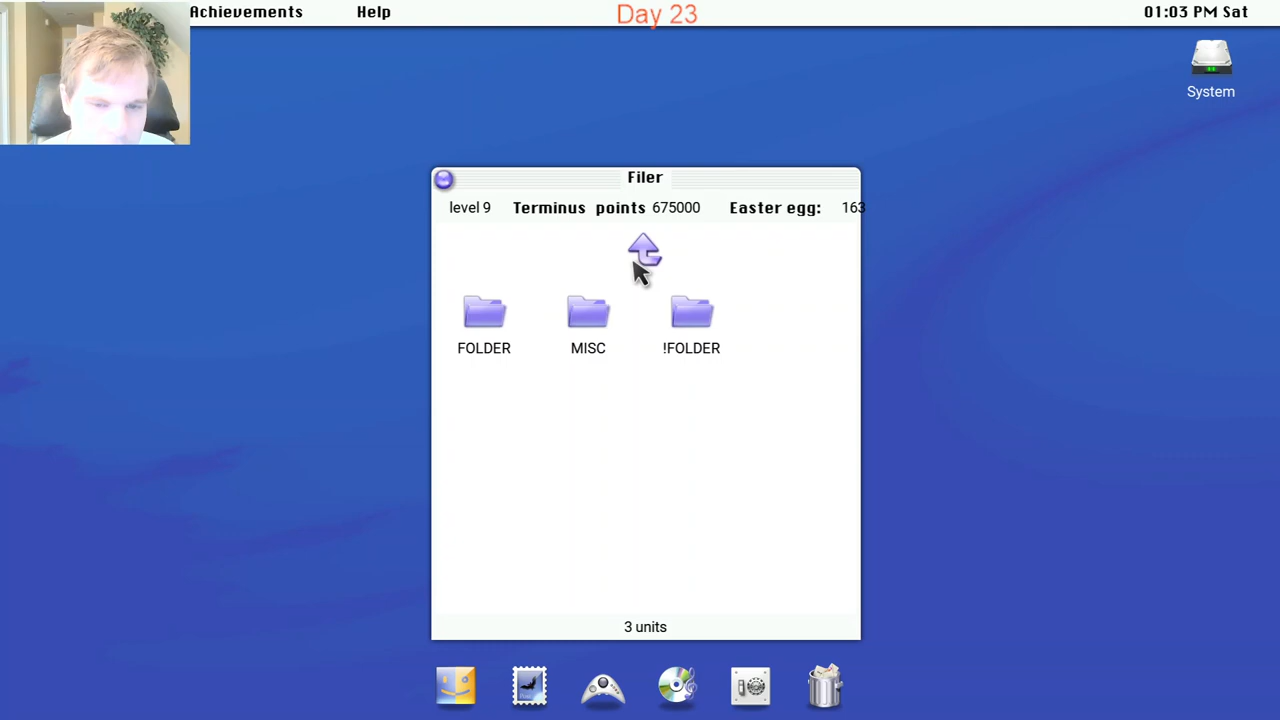 Achievements Help Day 23 01:03 PM Sat
System
Filer
level 9 Terminus points 675000 Easter egg: 163
FOLDER MISC !FOLDER
3 units